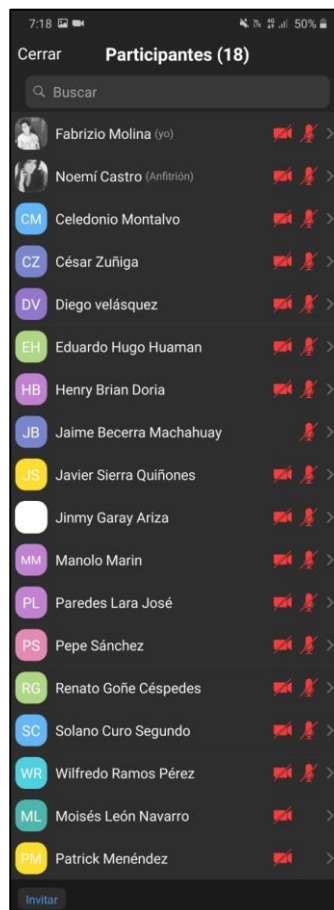 7:18 50%
Cerrar Participantes (18)
Buscar
Fabrizio Molina (yo)
Noemí Castro (Anfitrión)
CM Celedonio Montalvo
CZ César Zuñiga
DV Diego velásquez
EH Eduardo Hugo Huaman
HB Henry Brian Doria
JB Jaime Becerra Machahuay
JS Javier Sierra Quiñones
Jinmy Garay Ariza
MM Manolo Marin
PL Paredes Lara José
PS Pepe Sánchez
RG Renato Goñe Céspedes
SC Solano Curo Segundo
WR Wilfredo Ramos Pérez
ML Moisés León Navarro
PM Patrick Menéndez
Invitar